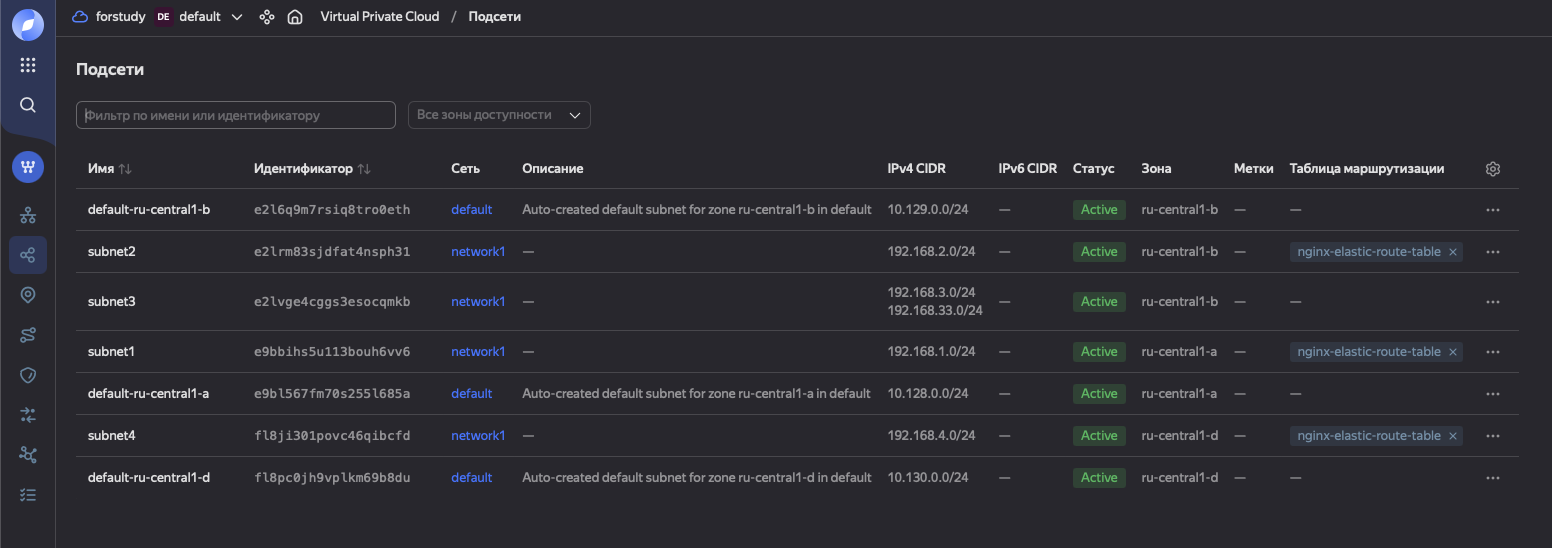 forstudy DE default Virtual Private Cloud / Подсети
Подсети
Фильтр по имени или идентификатору Все зоны доступности
Имя Идентификатор Сеть Описание IPv4 CIDR IPv6 CIDR Статус Зона Метки Таблица маршрутизации
default-ru-central1-b e2l6q9m7rsiq8tro0eth default Auto-created default subnet for zone ru-central1-b in default 10.129.0.0/24 — Active ru-central1-b — —
subnet2 e2lrm83sjdfat4nsph31 network1 — 192.168.2.0/24 — Active ru-central1-b — nginx-elastic-route-table ×
subnet3 e2lvge4cggs3esocqmkb network1 — 192.168.3.0/24 — Active ru-central1-b — —
192.168.33.0/24
subnet1 e9bbihs5u113bouh6vv6 network1 — 192.168.1.0/24 — Active ru-central1-a — nginx-elastic-route-table ×
default-ru-central1-a e9bl567fm70s255l685a default Auto-created default subnet for zone ru-central1-a in default 10.128.0.0/24 — Active ru-central1-a — —
subnet4 fl8ji301povc46qibcfd network1 — 192.168.4.0/24 — Active ru-central1-d — nginx-elastic-route-table ×
default-ru-central1-d fl8pc0jh9vplkm69b8du default Auto-created default subnet for zone ru-central1-d in default 10.130.0.0/24 — Active ru-central1-d — —